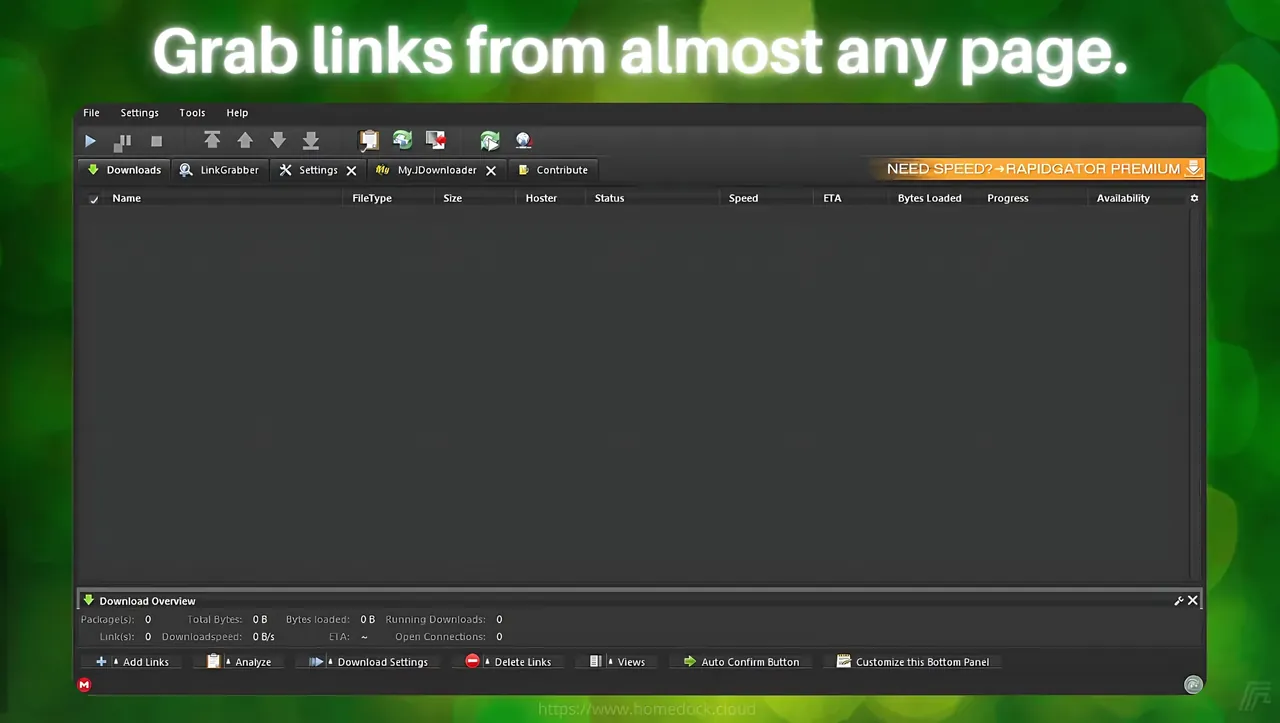 Grab links from almost any page.
File Settings Tools Help
Downloads LinkGrabber Settings My.JDownloader Contribute NEED SPEED?→RAPIDGATOR PREMIUM
Name FileType Size Hoster Status Speed ETA Bytes Loaded Progress Availability
Download Overview
Package(s): 0 Total Bytes: 0 B Bytes loaded: 0 B Running Downloads: 0
Link(s): 0 Downloadspeed: 0 B/s ETA: ~ Open Connections: 0
Add Links Analyze Download Settings Delete Links Views Auto Confirm Button Customize this Bottom Panel
M
https://www.homedock.cloud